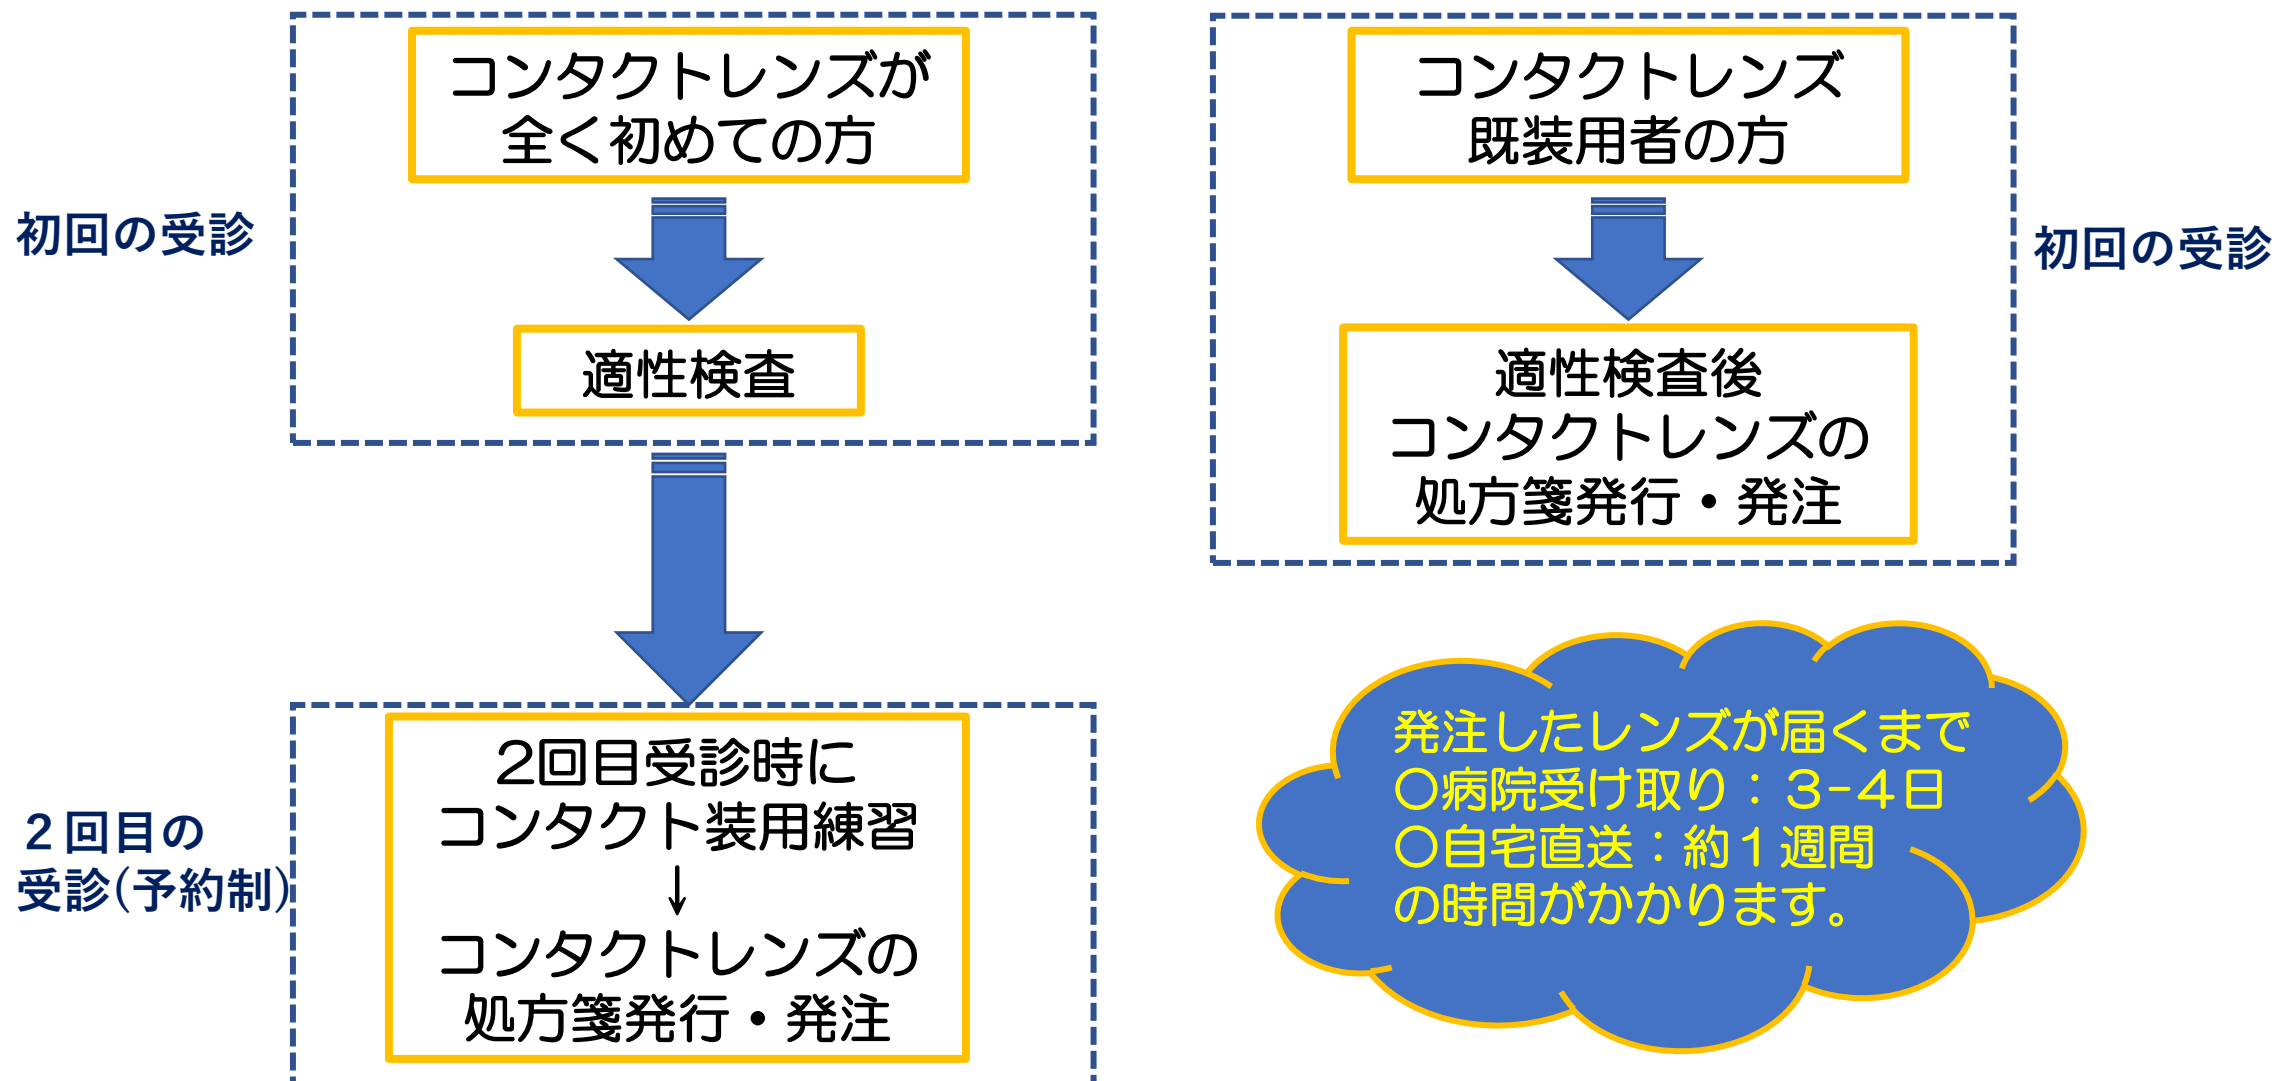 初回の受診
コンタクトレンズが
全く初めての方
適性検査
2回目の
受診(予約制)
2回目受診時に
コンタクト装用練習
↓
コンタクトレンズの
処方箋発行・発注
コンタクトレンズ
既装用者の方
適性検査後
コンタクトレンズの
処方箋発行・発注
初回の受診
発注したレンズが届くまで
〇病院受け取り：３-４日
〇自宅直送：約１週間
の時間がかかります。